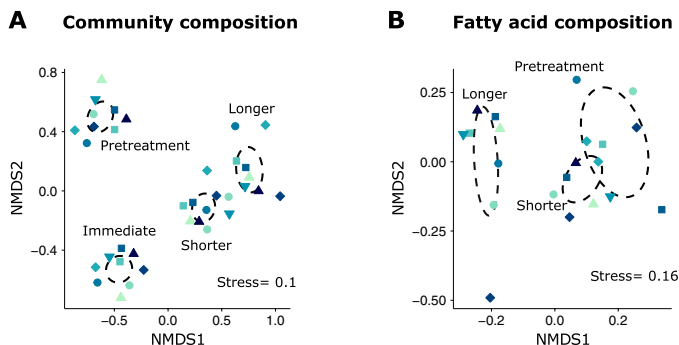 A Community composition
0.8
0.4
0.0
−0.4
NMDS2
Longer
Pretreatment
Immediate
Shorter
Stress= 0.1
−0.5 0.0 0.5 1.0
NMDS1
B Fatty acid composition
0.25
0.00
−0.25
−0.50
NMDS2
Pretreatment
Longer
Shorter
Stress= 0.16
−0.2 0.0 0.2
NMDS1